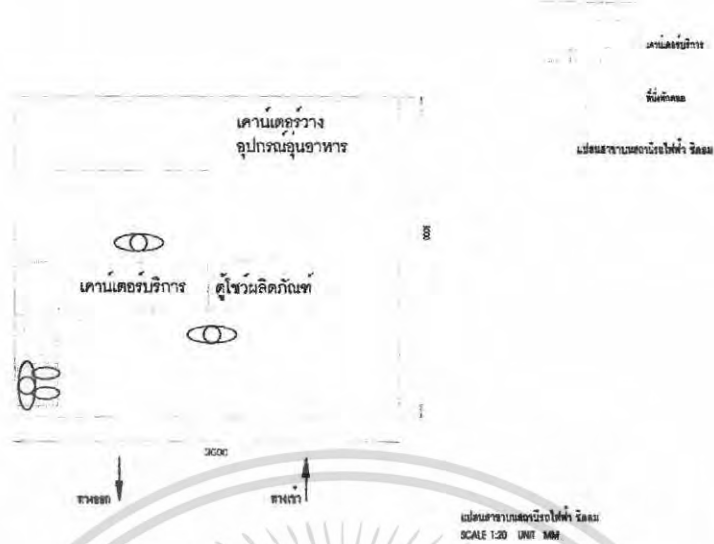 เคาน์เตอร์บริการ
ที่นั่งพักคอย
แปลนสาขาบนสถานีรถไฟฟ้า ชิดลม
เคาน์เตอร์วาง
อุปกรณ์อุ่นอาหาร
เคาน์เตอร์บริการ
ตู้โชว์ผลิตภัณฑ์
3600
ทางออก
ทางเข้า
แปลนสาขาบนสถานีรถไฟฟ้า ชิดลม
SCALE 1:20 UNIT MM